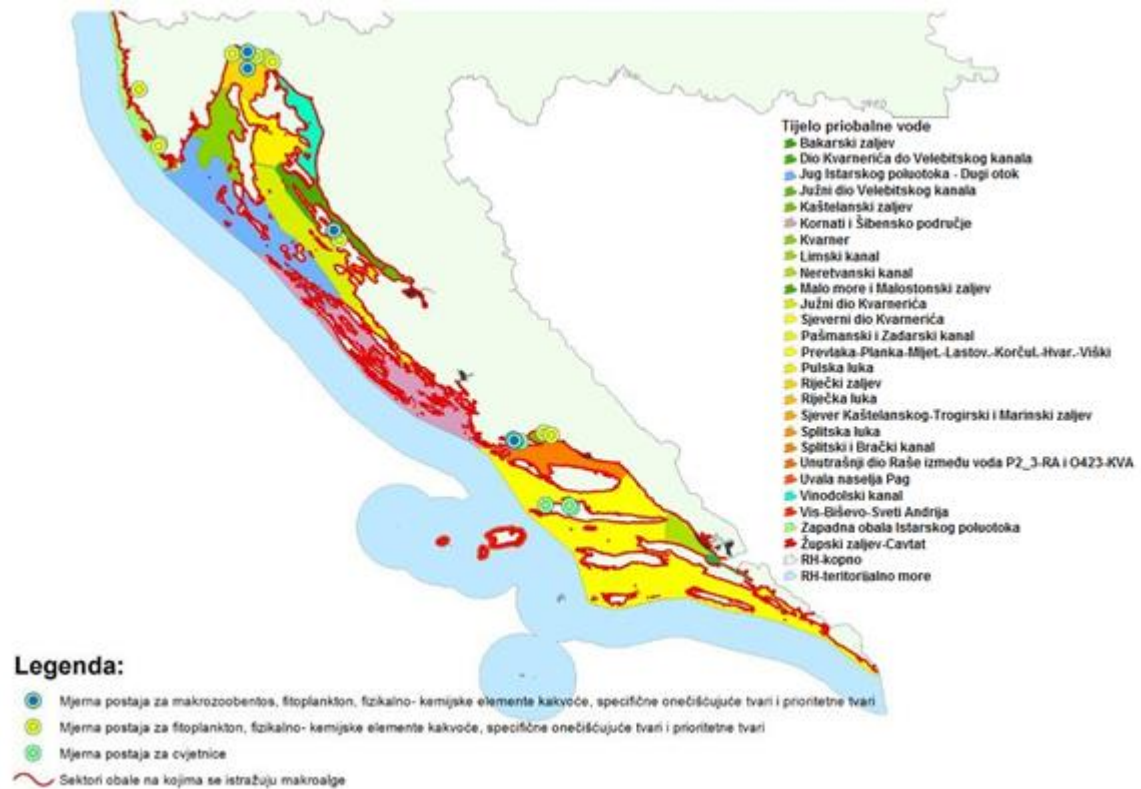 Tijelo priobalne vode
Bakarski zaljev
Dio Kvarnerića do Velebitskog kanala
Jug Istarskog poluotoka - Dugi otok
Južni dio Velebitskog kanala
Kaštelanski zaljev
Kornati i Šibensko područje
Kvarner
Limski kanal
Neretvanski kanal
Malo more i Malostonski zaljev
Južni dio Kvarnerića
Sjeverni dio Kvarnerića
Pašmanski i Zadarski kanal
Prevlaka-Planka-Mljet.-Lastov.-Korčul.-Hvar.-Viški
Pulska luka
Riječki zaljev
Riječka luka
Sjever Kaštelanskog-Trogirski i Marinski zaljev
Splitska luka
Splitski i Brački kanal
Unutrašnji dio Raše između voda P2_3-RA i O423-KVA
Uvala naselja Pag
Vinodolski kanal
Vis-Biševo-Sveti Andrija
Zapadna obala Istarskog poluotoka
Župski zaljev-Cavtat
RH-kopno
RH-teritorijalno more
Legenda:
Mjerna postaja za makrozoobentos, fitoplankton, fizikalno- kemijske elemente kakvoće, specifične onečišćujuće tvari i prioritetne tvari
Mjerna postaja za fitoplankton, fizikalno- kemijske elemente kakvoće, specifične onečišćujuće tvari i prioritetne tvari
Mjerna postaja za cvjetnice
Sektori obale na kojima se istražuju makroalge